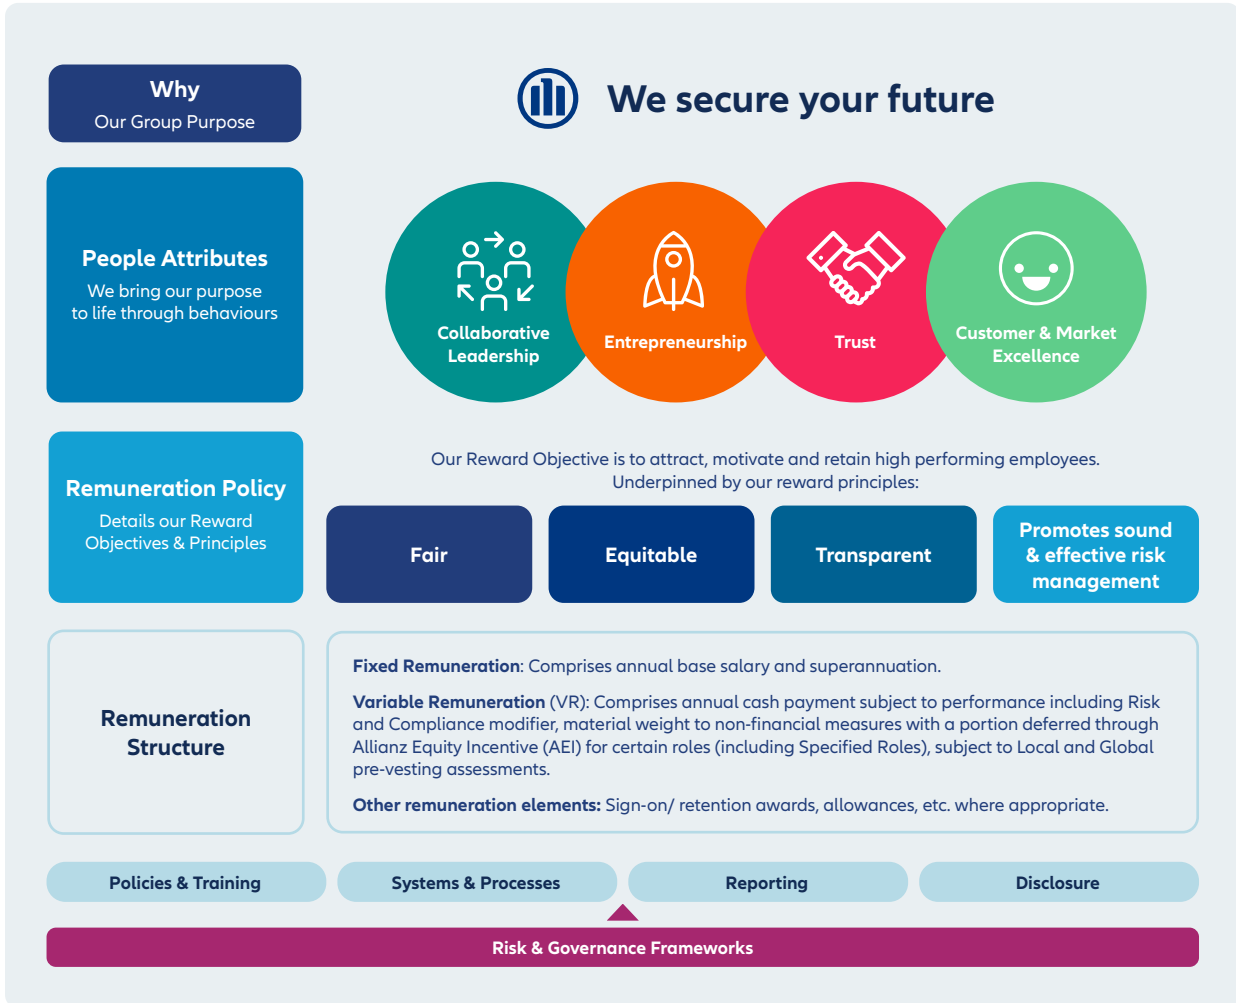 Why
Our Group Purpose
We secure your future
People Attributes
We bring our purpose
to life through behaviours
Collaborative
Leadership
Entrepreneurship
Trust
Customer & Market
Excellence
Remuneration Policy
Details our Reward
Objectives & Principles
Our Reward Objective is to attract, motivate and retain high performing employees.
Underpinned by our reward principles:
Fair
Equitable
Transparent
Promotes sound
& effective risk
management
Remuneration
Structure
Fixed Remuneration: Comprises annual base salary and superannuation.
Variable Remuneration (VR): Comprises annual cash payment subject to performance including Risk
and Compliance modifier, material weight to non-financial measures with a portion deferred through
Allianz Equity Incentive (AEI) for certain roles (including Specified Roles), subject to Local and Global
pre-vesting assessments.
Other remuneration elements: Sign-on/ retention awards, allowances, etc. where appropriate.
Policies & Training
Systems & Processes
Reporting
Disclosure
Risk & Governance Frameworks